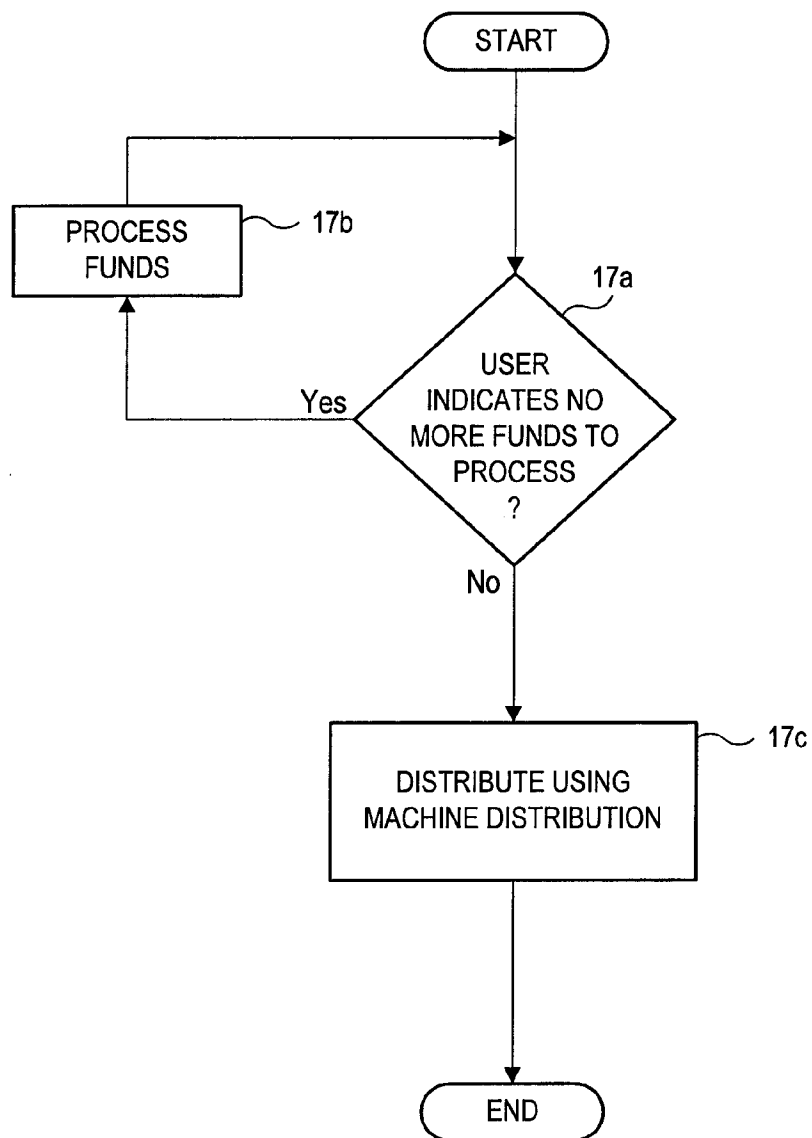 START
PROCESS
FUNDS
17b
17a
USER
INDICATES NO
MORE FUNDS TO
PROCESS
?
Yes
No
17c
DISTRIBUTE USING
MACHINE DISTRIBUTION
END